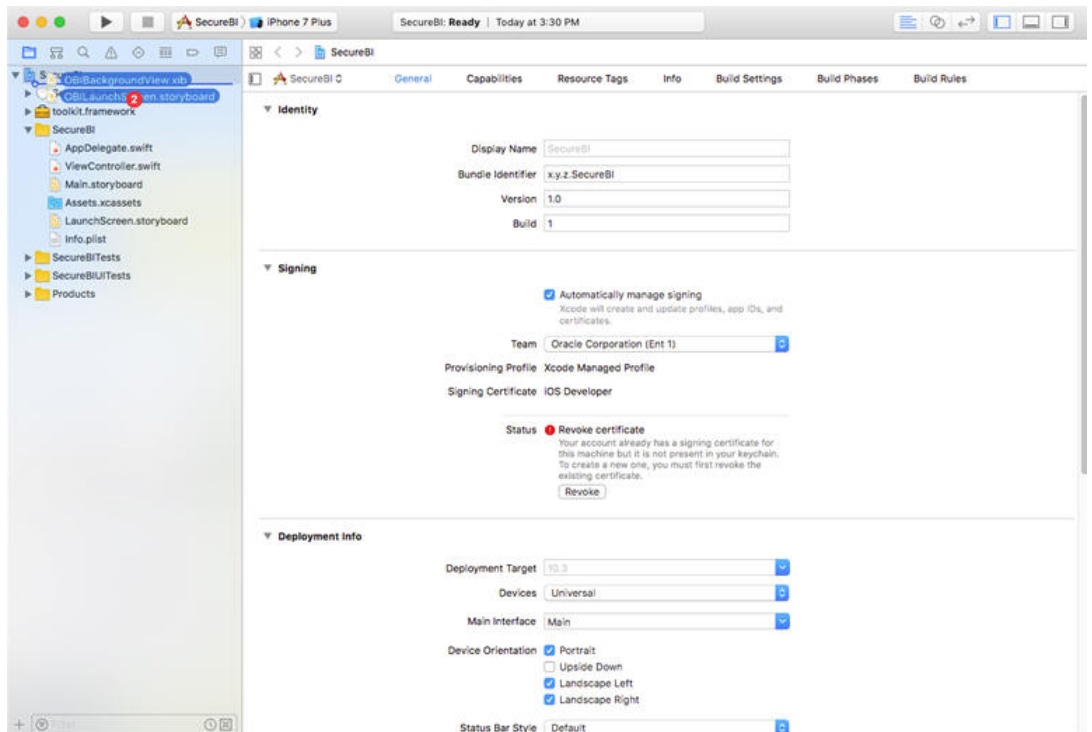 SecureBI iPhone 7 Plus SecureBI: Ready | Today at 3:30 PM
SecureBI
OBIBackgroundView.xib
OBILaunchScreen.storyboard
2
toolkit.framework
SecureBI
AppDelegate.swift
ViewController.swift
Main.storyboard
Assets.xcassets
LaunchScreen.storyboard
Info.plist
SecureBITests
SecureBIUITests
Products
SecureBI General Capabilities Resource Tags Info Build Settings Build Phases Build Rules
Identity
Display Name SecureBI
Bundle Identifier x.y.z.SecureBI
Version 1.0
Build 1
Signing
Automatically manage signing
Xcode will create and update profiles, app IDs, and
certificates.
Team Oracle Corporation (Ent 1)
Provisioning Profile Xcode Managed Profile
Signing Certificate iOS Developer
Status Revoke certificate
Your account already has a signing certificate for
this machine but it is not present in your keychain.
To create a new one, you must first revoke the
existing certificate.
Revoke
Deployment Info
Deployment Target 10.3
Devices Universal
Main Interface Main
Device Orientation Portrait
Upside Down
Landscape Left
Landscape Right
Status Bar Style Default